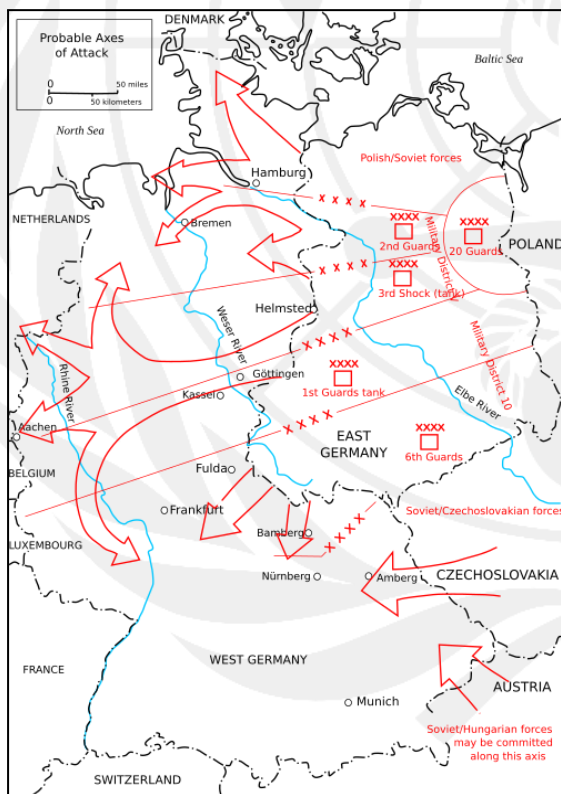 DENMARK
Probable Axes
of Attack
0
50 miles
0
50 kilometers
Baltic Sea
North Sea
Polish/Soviet forces
Hamburg
x x x x
NETHERLANDS
XXXX
XXXX
Bremen
2nd Guards
20 Guards
POLAND
Military District 2
x x x x
XXXX
3rd Shock (tank)
Helmsted
Weser River
x x x x
Military District 10
Rhine River
XXXX
Göttingen
1st Guards tank
Kassel
Elbe River
x x x x
Aachen
XXXX
EAST
GERMANY
6th Guards
BELGIUM
Fulda
Frankfuft
Soviet/Czechoslovakian forces
Bamberg
x x x x
LUXEMBOURG
Nürnberg
Amberg
CZECHOSLOVAKIA
WEST GERMANY
FRANCE
AUSTRIA
Munich
Soviet/Hungarian forces
may be committed
along this axis
SWITZERLAND